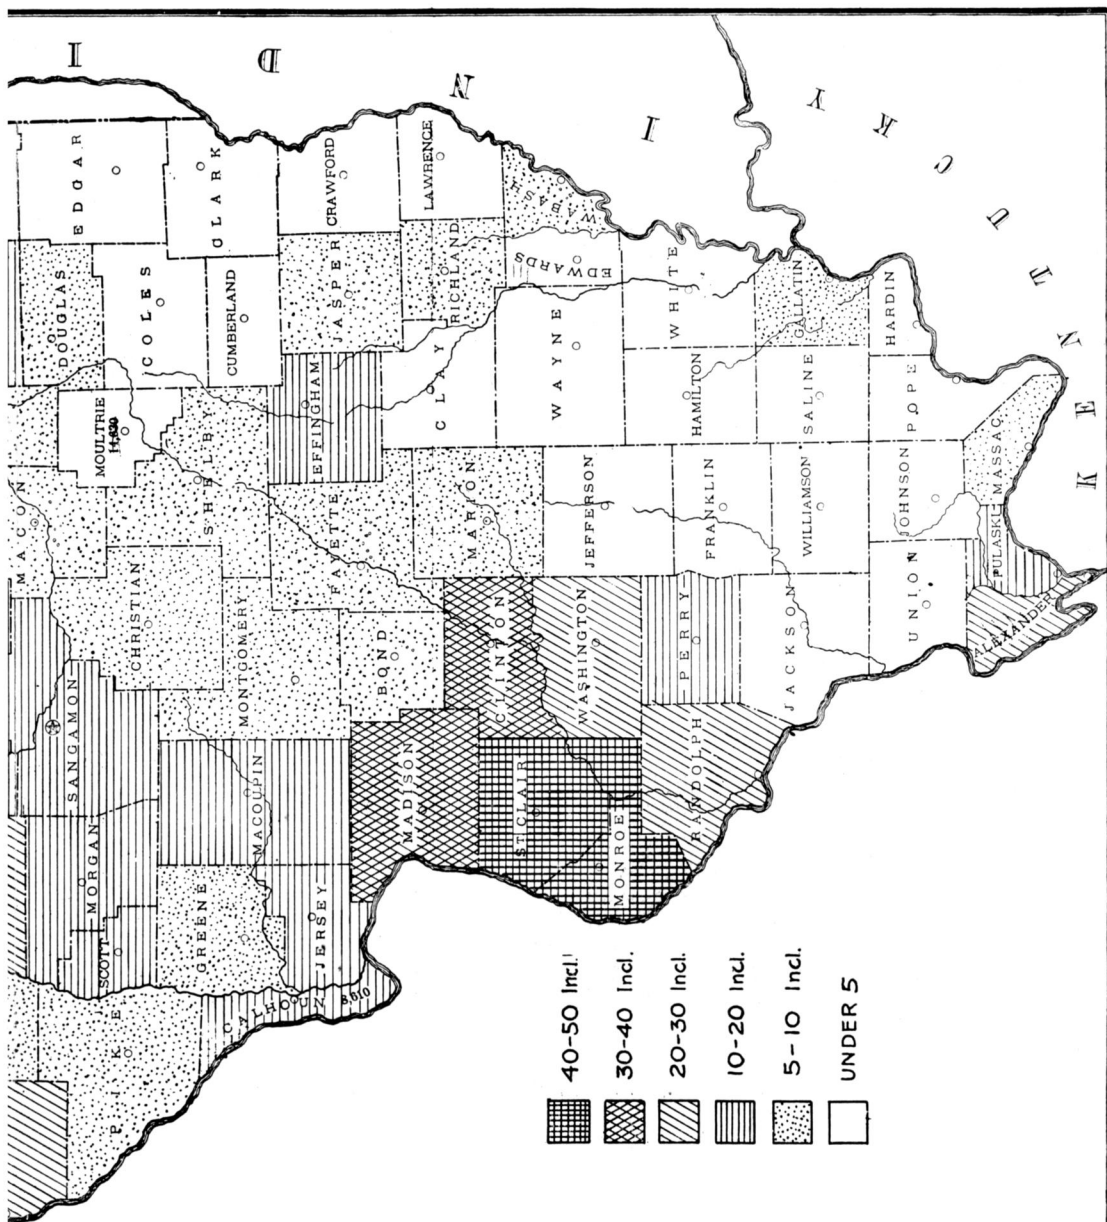 INDI
KENTUCKY
EDGAR
CLARK
CRAWFORD
LAWRENCE
WABASH
DOUGLAS
COLES
CUMBERLAND
JASPER
RICHLAND
EDWARDS
WHITE
GALLATIN
HARDIN
MOULTRIE
EFFINGHAM
CLAY
WAYNE
HAMILTON
SALINE
POPE
MACON
SHELBY
FAYETTE
MARION
JEFFERSON
FRANKLIN
WILLIAMSON
JOHNSON
MASSAC
CHRISTIAN
MONTGOMERY
BOND
CLINTON
WASHINGTON
PERRY
JACKSON
UNION
PULASKI
ALEXANDER
SANGAMON
MACOUPIN
MADISON
ST. CLAIR
MONROE
RANDOLPH
MORGAN
SCOTT
GREENE
JERSEY
CALHOUN 8,610
PIKE
40-50 Incl.
30-40 Incl.
20-30 Incl.
10-20 Incl.
5-10 Incl.
UNDER 5